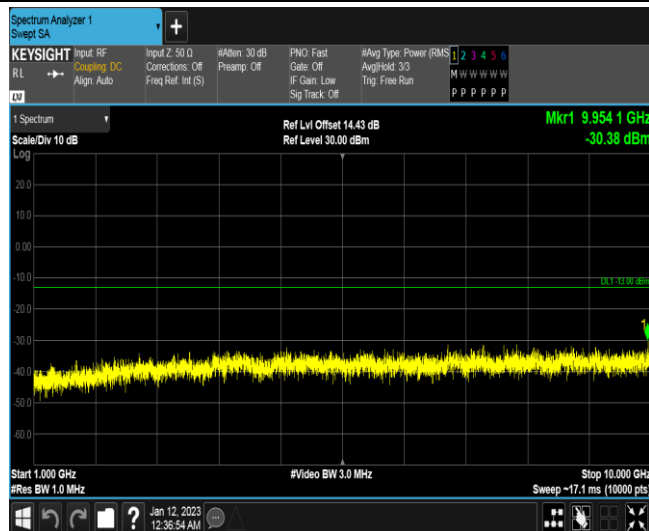 Spectrum Analyzer 1
Swept SA
+
KEYSIGHT
RL
Input: RF
Coupling: DC
Align: Auto
Input Z: 50 Ω
Corrections: Off
Freq Ref: Int (S)
#Atten: 30 dB
Preamp: Off
PNO: Fast
Gate: Off
IF Gain: Low
Sig Track: Off
#Avg Type: Power (RMS
Avg|Hold: 3/3
Trig: Free Run
1 2 3 4 5 6
M W W W W W
P P P P P P
1 Spectrum
Scale/Div 10 dB
Log
Ref Lvl Offset 14.43 dB
Ref Level 30.00 dBm
Mkr1 9.954 1 GHz
-30.38 dBm
20.0
10.0
0.00
-10.0
DL1 -13.00 dBm
1
-20.0
-30.0
-40.0
-50.0
-60.0
Start 1.000 GHz
#Res BW 1.0 MHz
#Video BW 3.0 MHz
Stop 10.000 GHz
Sweep ~17.1 ms (10000 pts)
?
Jan 12, 2023
12:36:54 AM